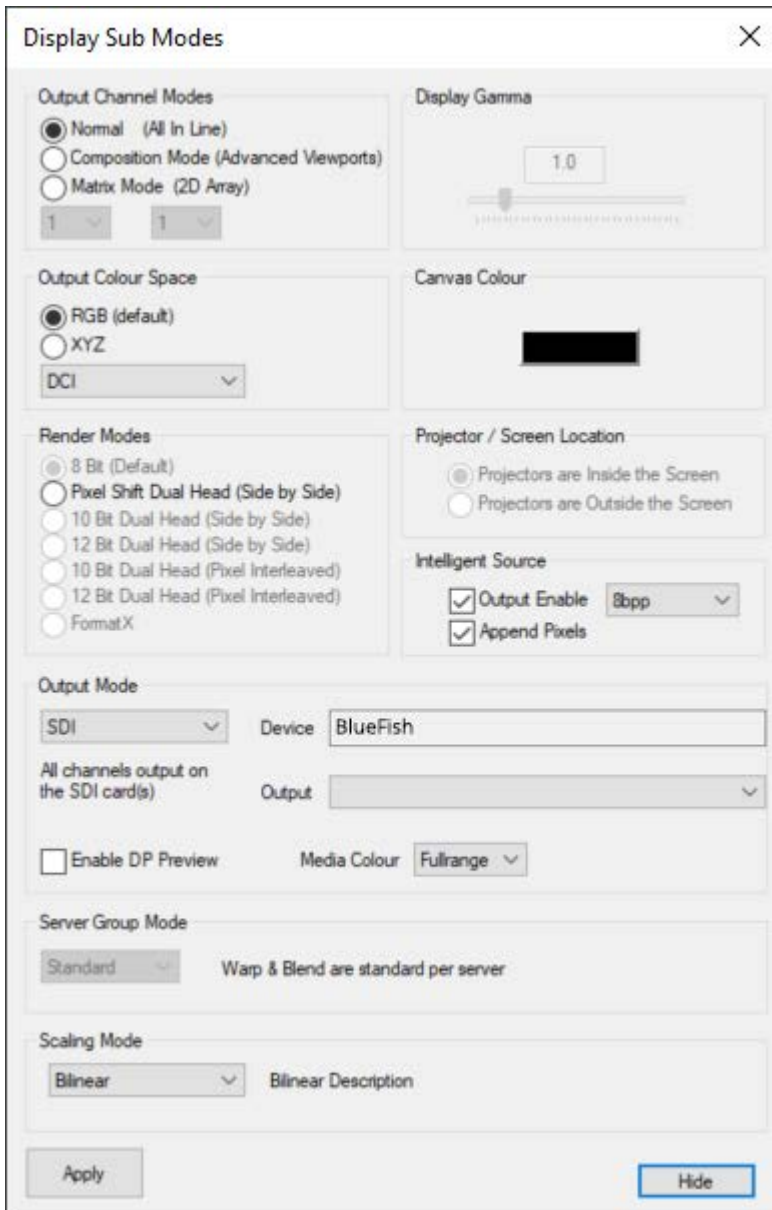 Display Sub Modes
Output Channel Modes
Normal (All In Line)
Composition Mode (Advanced Viewports)
Matrix Mode (2D Array)
1 1
Display Gamma
1.0
Output Colour Space
RGB (default)
XYZ
DCI
Canvas Colour
Render Modes
8 Bit (Default)
Pixel Shift Dual Head (Side by Side)
10 Bit Dual Head (Side by Side)
12 Bit Dual Head (Side by Side)
10 Bit Dual Head (Pixel Interleaved)
12 Bit Dual Head (Pixel Interleaved)
FormatX
Projector / Screen Location
Projectors are Inside the Screen
Projectors are Outside the Screen
Intelligent Source
Output Enable 8bpp
Append Pixels
Output Mode
SDI Device BlueFish
All channels output on
the SDI card(s)
Output
Enable DP Preview Media Colour Fullrange
Server Group Mode
Standard Warp & Blend are standard per server
Scaling Mode
Bilinear Bilinear Description
Apply Hide